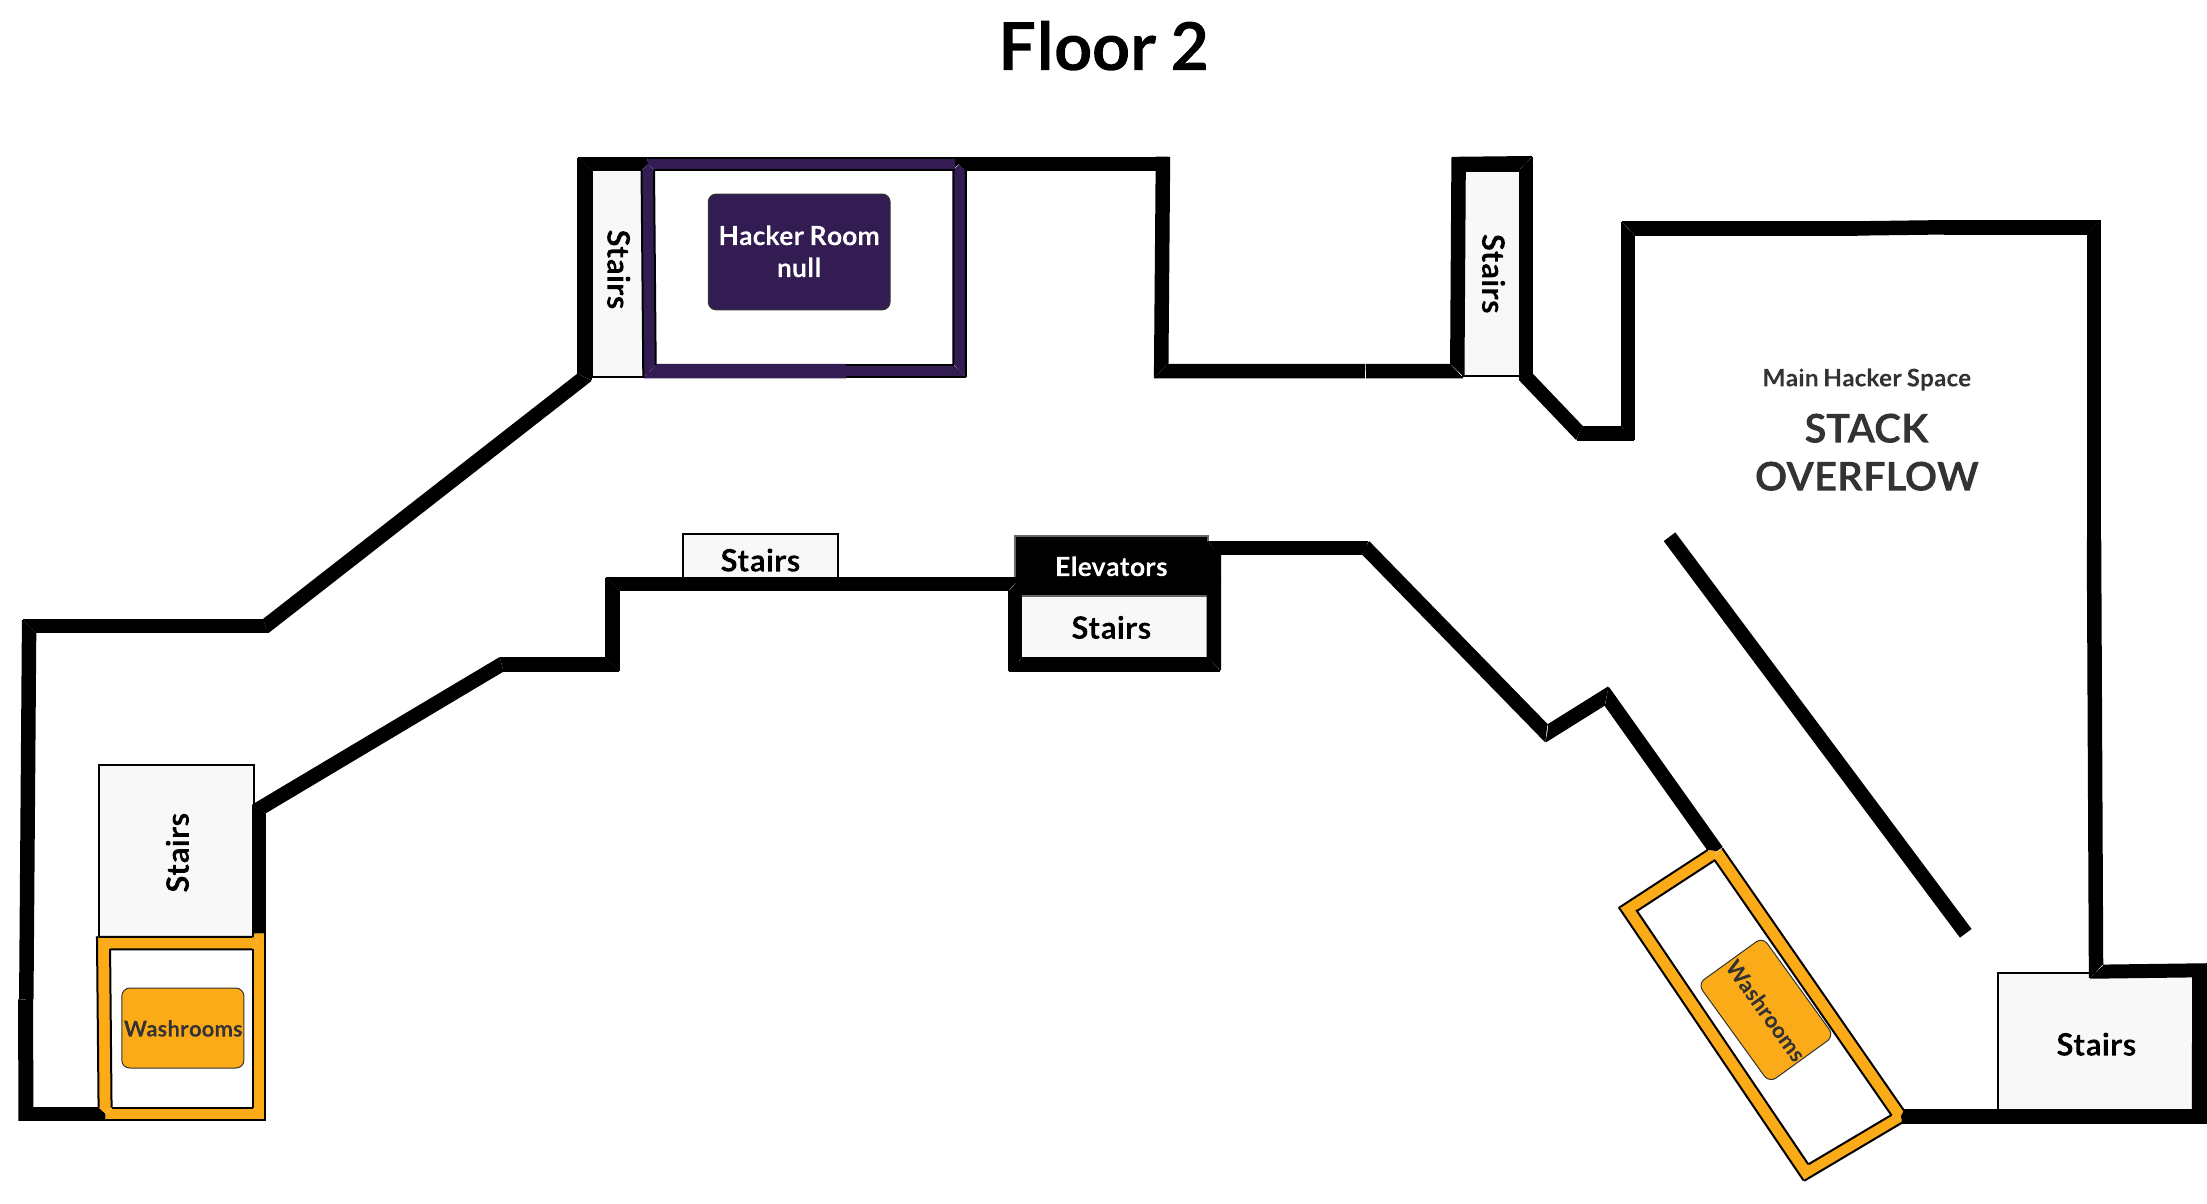 Floor 2
Stairs
Hacker Room
null
Stairs
Main Hacker Space
STACK
OVERFLOW
Stairs
Elevators
Stairs
Stairs
Washrooms
Washrooms
Stairs